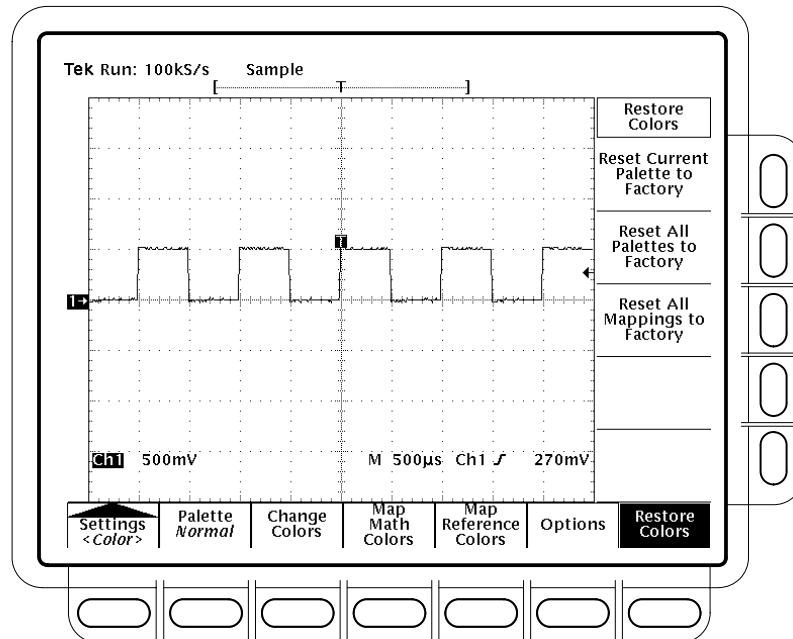 Tek Run: 100kS/s Sample
[ T ]
Restore
Colors
Reset Current
Palette to
Factory
Reset All
Palettes to
Factory
Reset All
Mappings to
Factory
T
1→
Ch1 500mV M 500µs Ch1 270mV
Settings
<Color>
Palette
Normal
Change
Colors
Map
Math
Colors
Map
Reference
Colors
Options
Restore
Colors